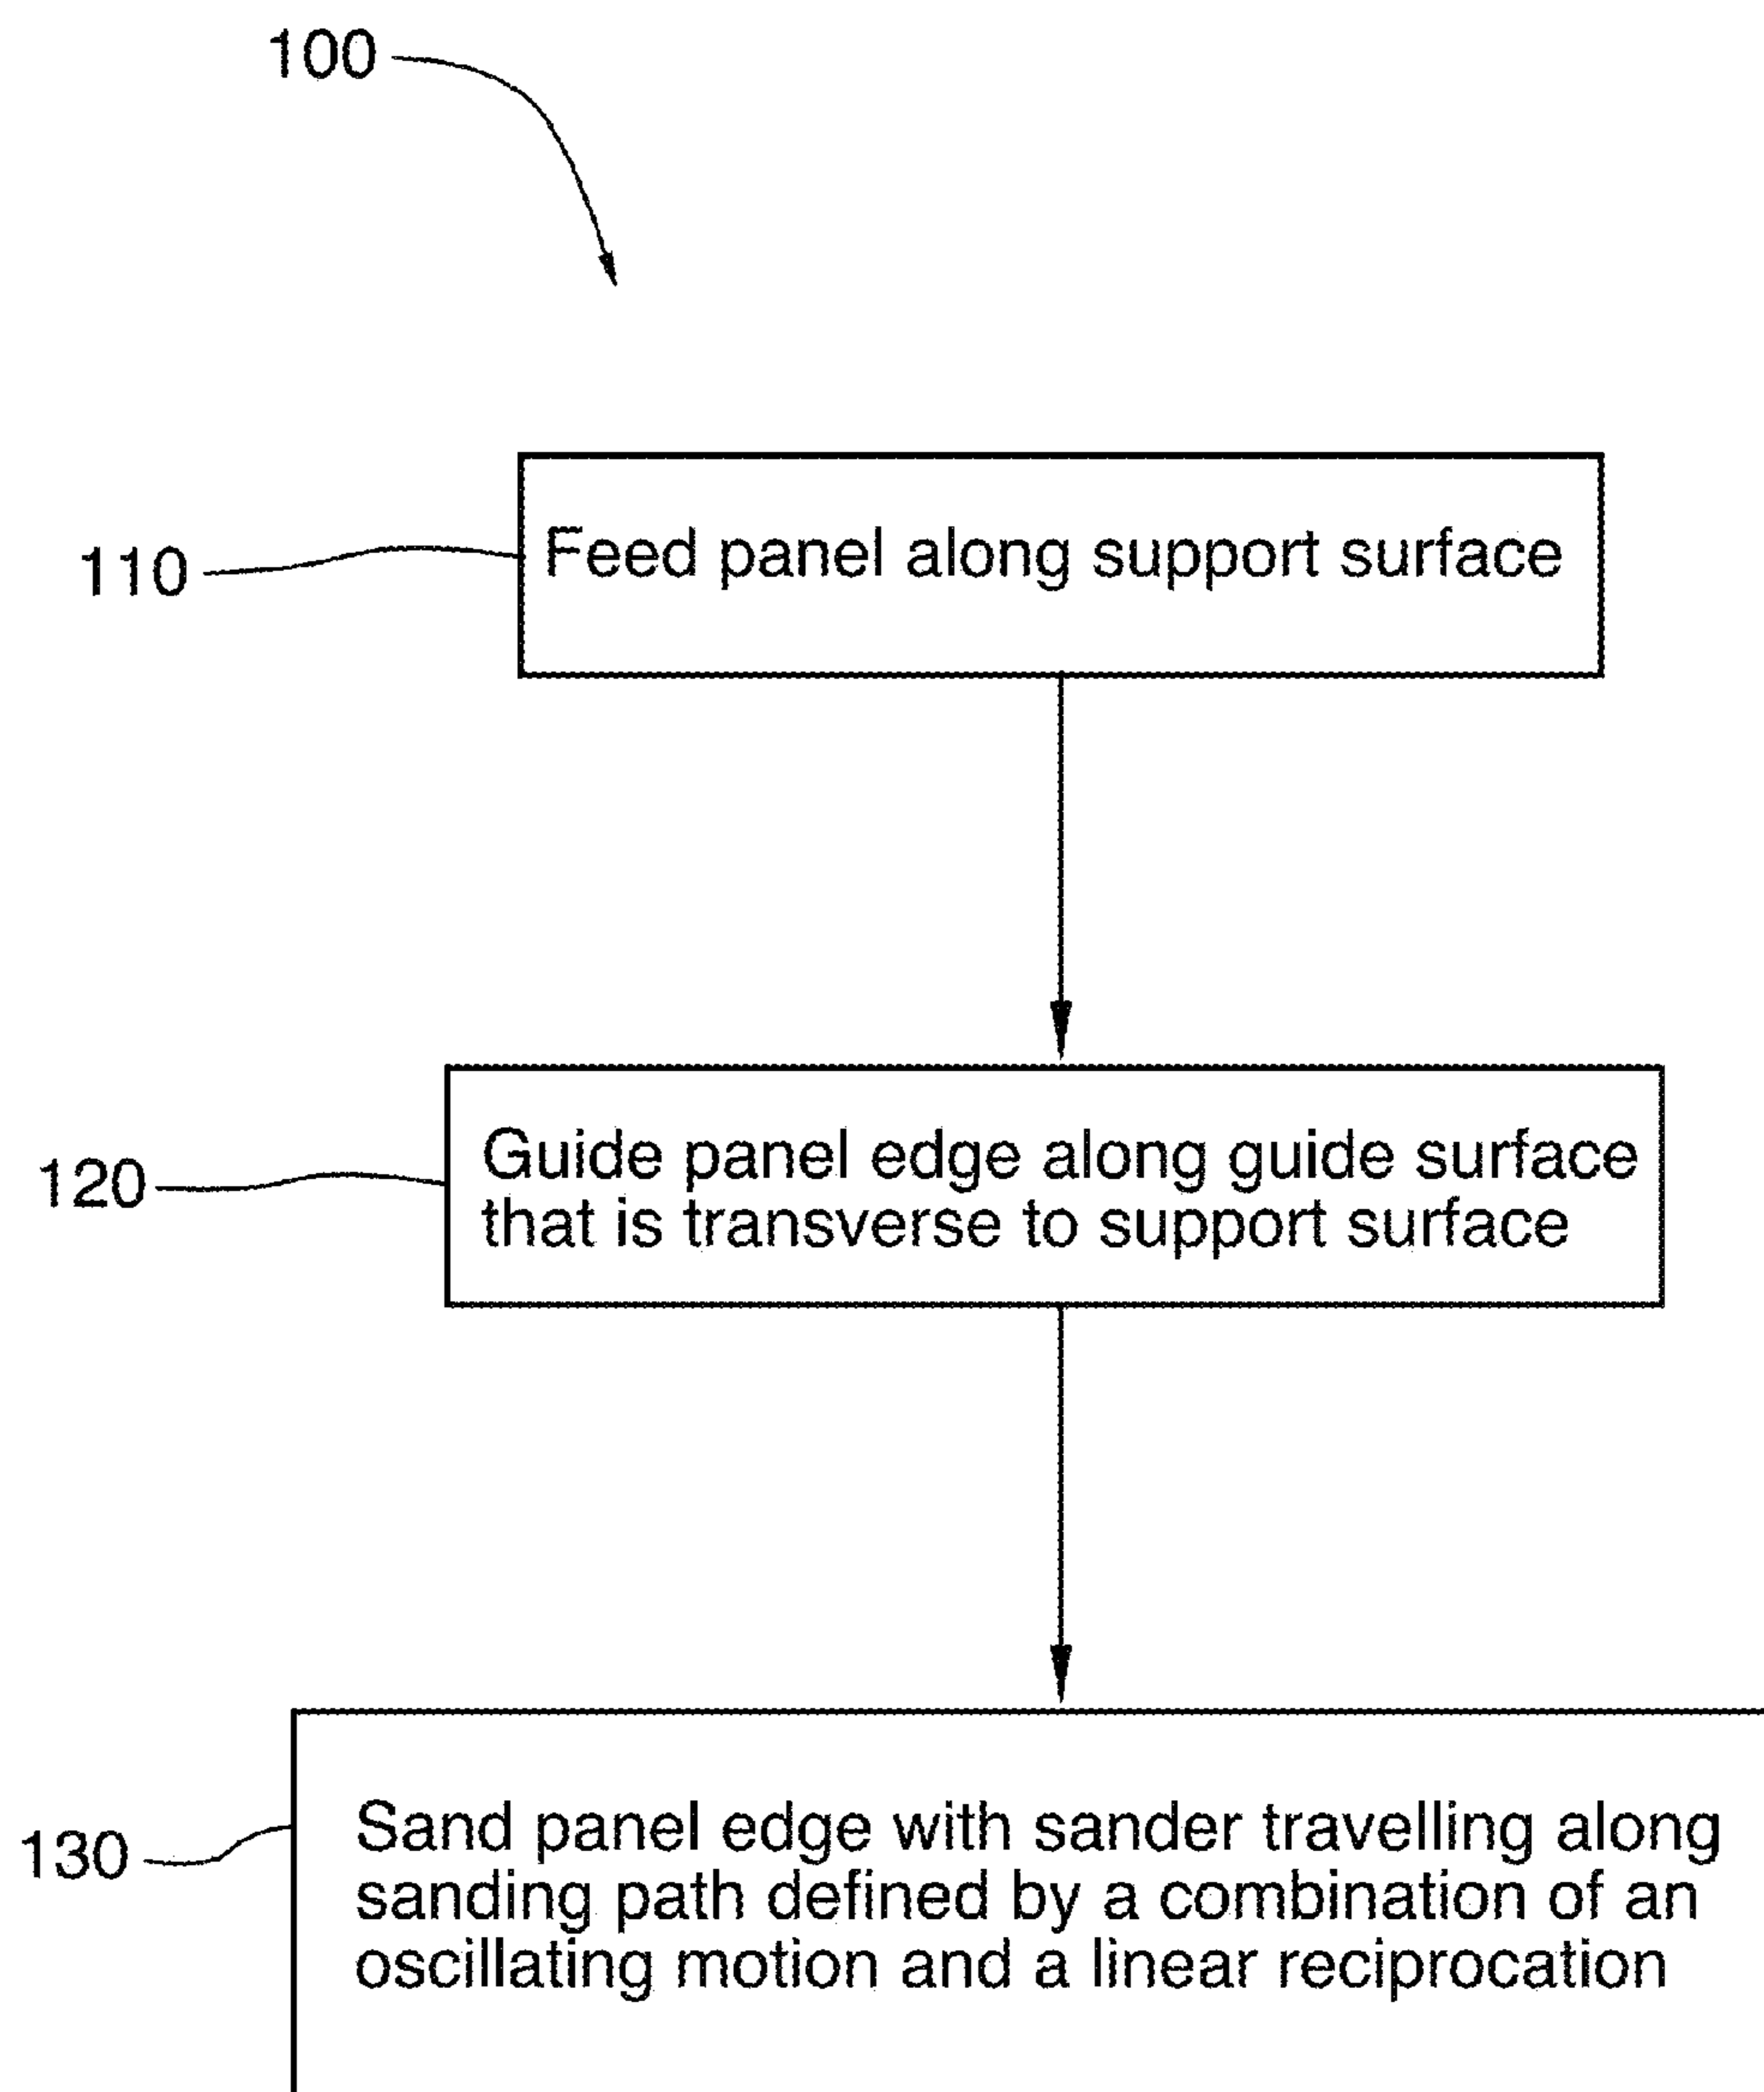 100
110
Feed panel along support surface
120
Guide panel edge along guide surface
that is transverse to support surface
130
Sand panel edge with sander travelling along
sanding path defined by a combination of an
oscillating motion and a linear reciprocation